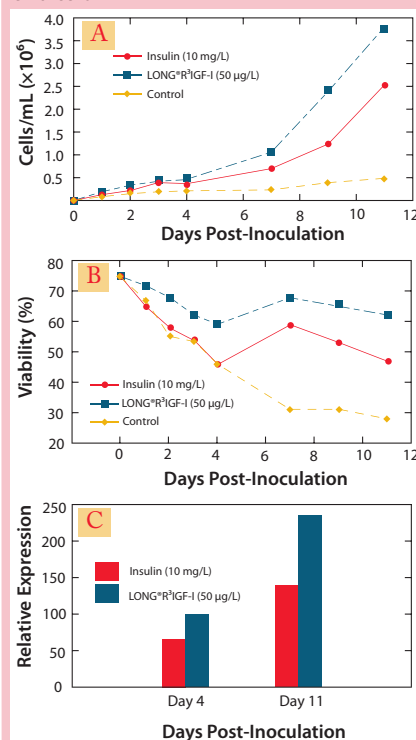 4.0
A
3.5
Insulin (10 mg/L)
3.0
LONG®R³IGF-I (50 μg/L)
2.5
Control
2.0
1.5
1.0
0.5
Cells/mL (×10⁶)
0 2 4 6 8 10 12
Days Post-Inoculation
80
B
70
60
50
40
30
20
Viability (%)
Insulin (10 mg/L)
LONG®R³IGF-I (50 μg/L)
Control
0 2 4 6 8 10 12
Days Post-Inoculation
250
C
200
150
100
50
0
Relative Expression
Insulin (10 mg/L)
LONG®R³IGF-I (50 μg/L)
Day 4 Day 11
Days Post-Inoculation